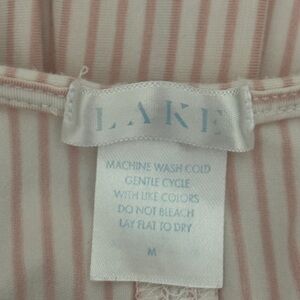 LAKE
MACHINE WASH COLD
GENTLE CYCLE
WITH LIKE COLORS
DO NOT BLEACH
LAY FLAT TO DRY
M